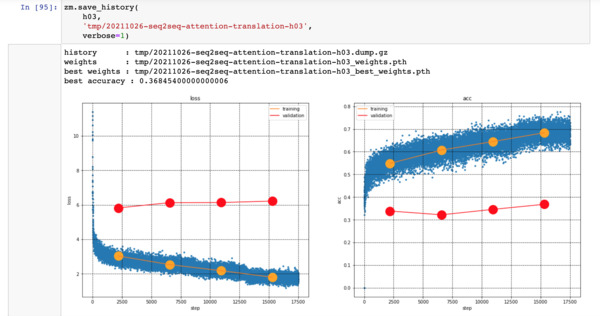 In [95]:
zm.save_history(
h03,
'tmp/20211026-seq2seq-attention-translation-h03',
verbose=1)
history : tmp/20211026-seq2seq-attention-translation-h03.dump.gz
weights : tmp/20211026-seq2seq-attention-translation-h03_weights.pth
best weights : tmp/20211026-seq2seq-attention-translation-h03_best_weights.pth
best accuracy : 0.36845400000000006
loss
training
validation
10
8
6
4
2
loss
0
2500
5000
7500
10000
12500
15000
17500
step
acc
training
validation
0.8
0.7
0.6
0.5
0.4
0.3
0.2
0.1
0.0
acc
0
2500
5000
7500
10000
12500
15000
17500
step